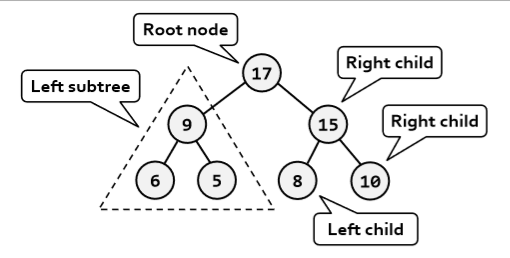 Root node
17
Right child
Left subtree
9
15
Right child
6
5
8
10
Left child